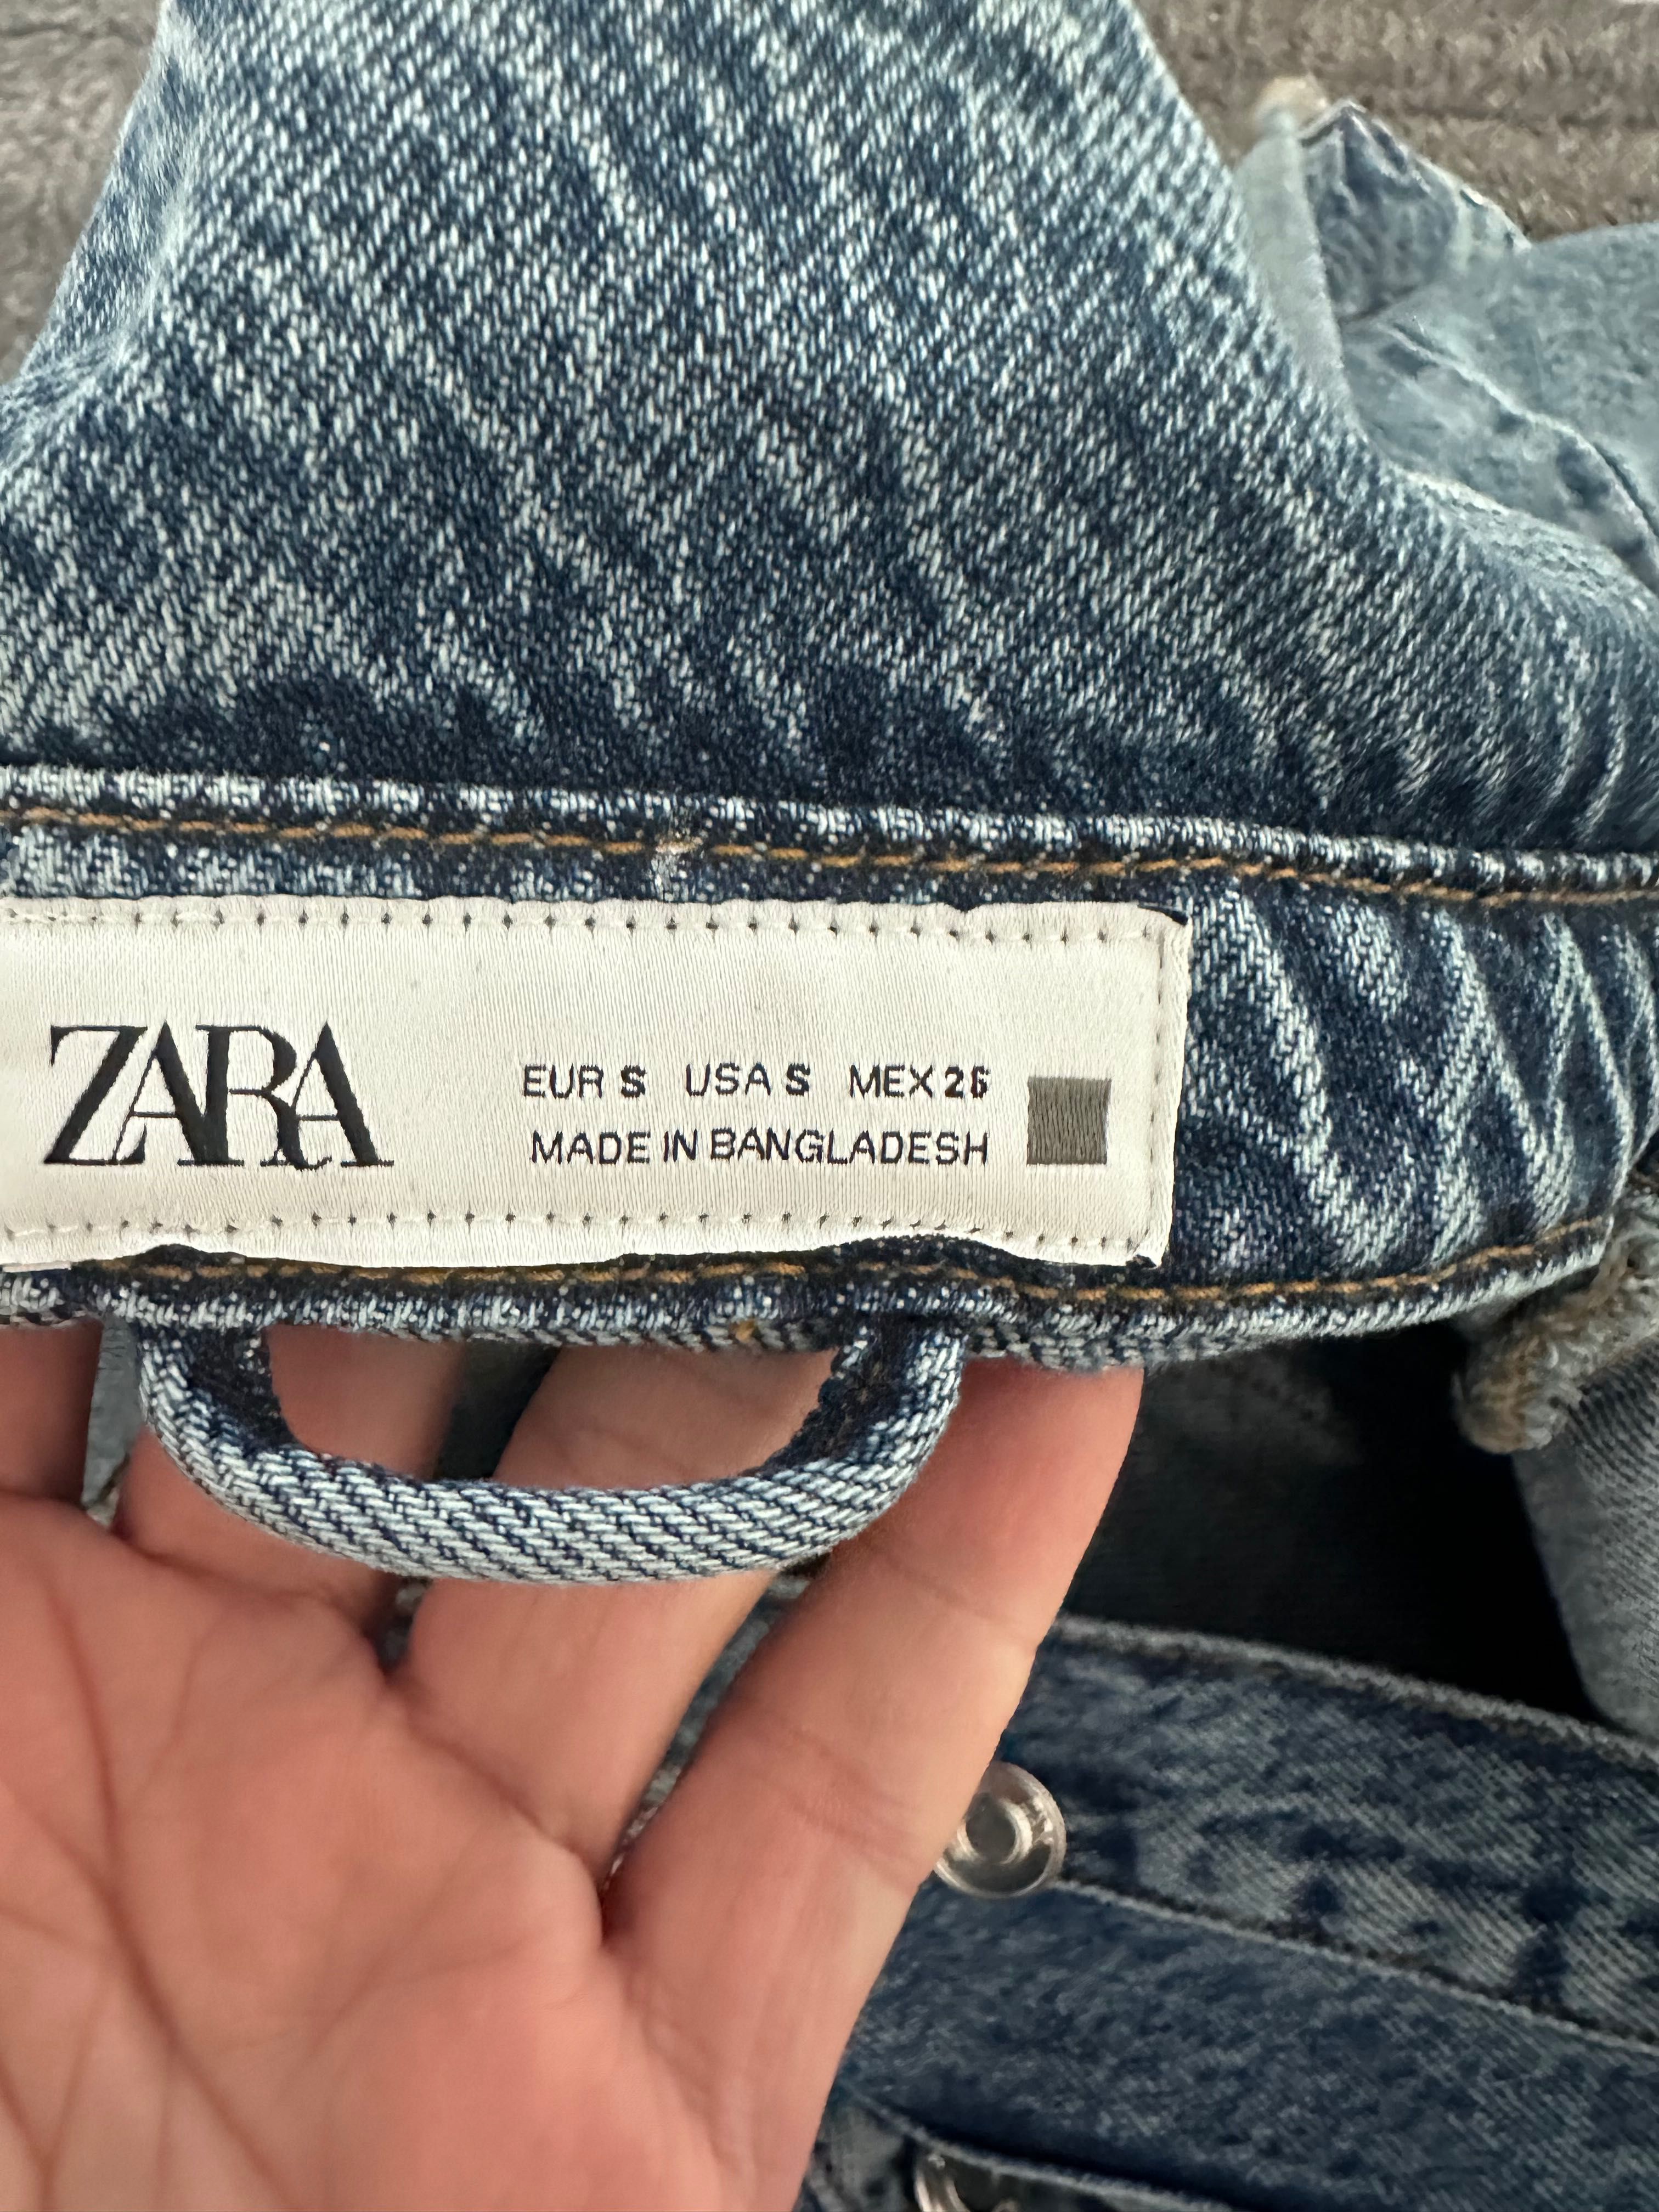 ZARA
EUR S USA S MEX 26
MADE IN BANGLADESH